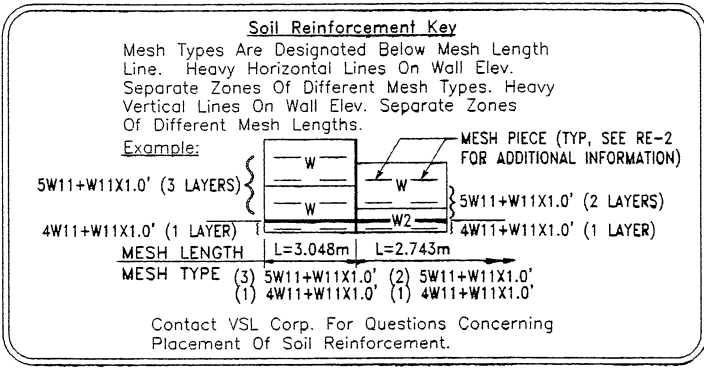 Soil Reinforcement Key
Mesh Types Are Designated Below Mesh Length
Line. Heavy Horizontal Lines On Wall Elev.
Separate Zones Of Different Mesh Types. Heavy
Vertical Lines On Wall Elev. Separate Zones
Of Different Mesh Lengths.
Example:
MESH PIECE (TYP, SEE RE-2
FOR ADDITIONAL INFORMATION)
W
W
5W11+W11X1.0' (3 LAYERS)
5W11+W11X1.0' (2 LAYERS)
W
W2
4W11+W11X1.0' (1 LAYER)
4W11+W11X1.0' (1 LAYER)
MESH LENGTH L=3.048m L=2.743m
MESH TYPE (3) 5W11+W11X1.0' (2) 5W11+W11X1.0'
(1) 4W11+W11X1.0' (1) 4W11+W11X1.0'
Contact VSL Corp. For Questions Concerning
Placement Of Soil Reinforcement.